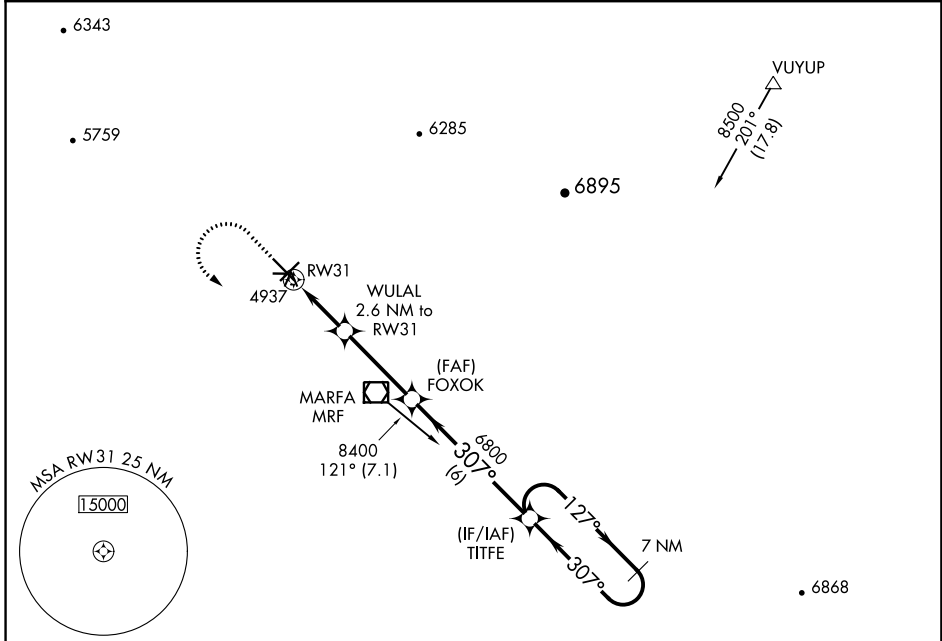 6343
VUYUP
5759
6285
8500
201°
(17.8)
6895
RW31
4937
WULAL
2.6 NM to
RW31
(FAF)
FOXOK
MARFA
MRF
8400
121° (7.1)
6800
307°
(6)
MSA RW31 25 NM
15000
127°
(IF/IAF)
TITFE
7 NM
307°
6868